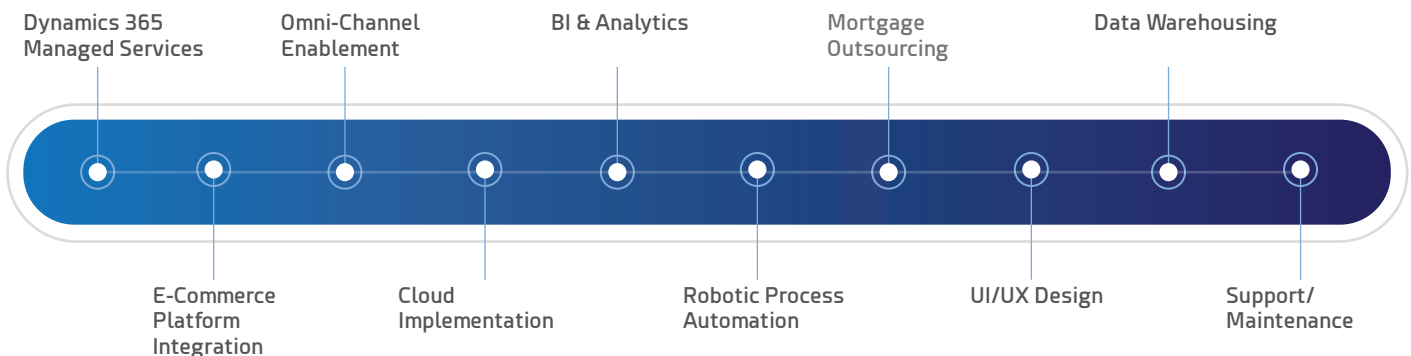 Dynamics 365
Managed Services
Omni-Channel
Enablement
BI & Analytics
Mortgage
Outsourcing
Data Warehousing
E-Commerce
Platform
Integration
Cloud
Implementation
Robotic Process
Automation
UI/UX Design
Support/
Maintenance